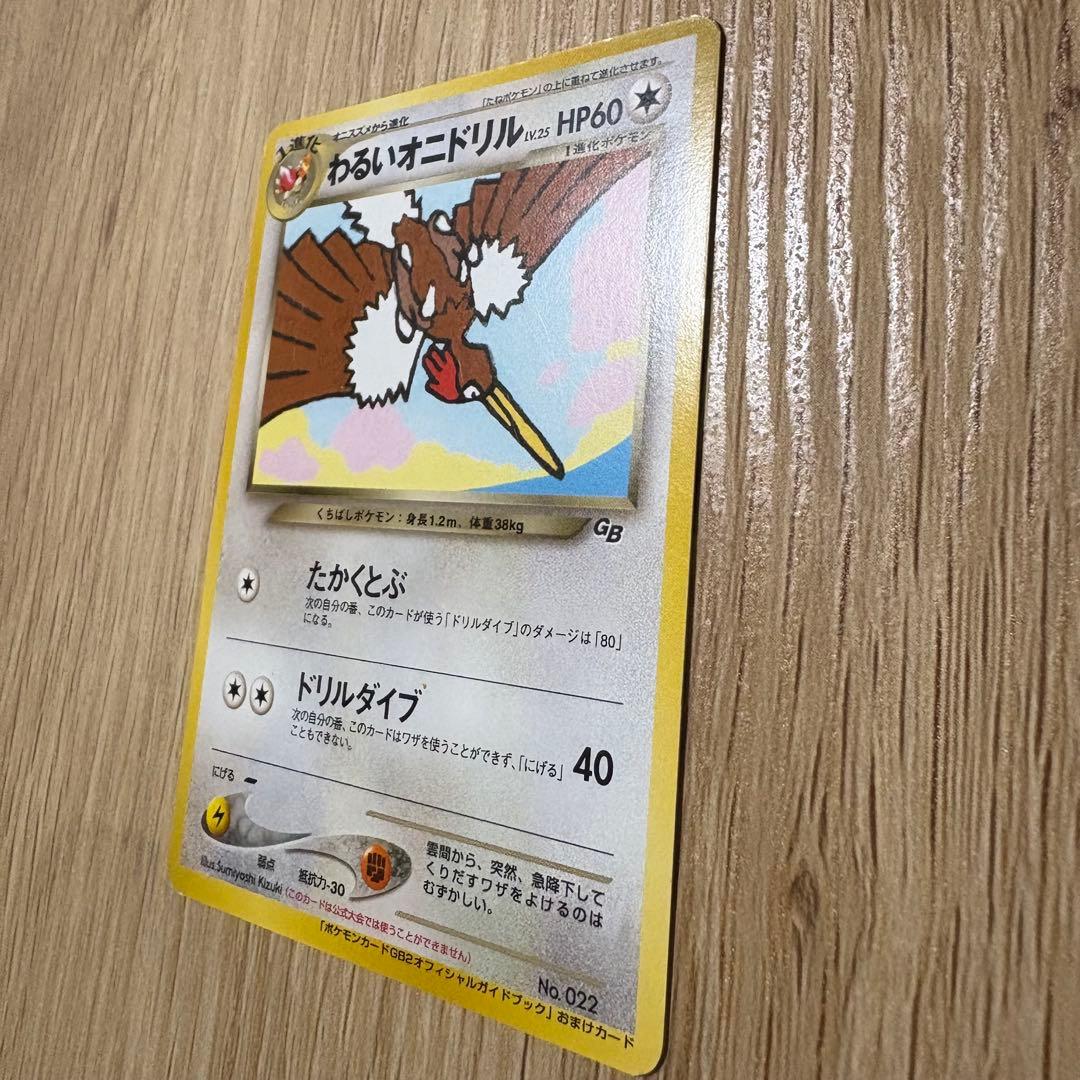 「たねポケモン」の上に重ねて進化させます。
オニスズメから進化
1進化
わるいオニドリル LV.25 HP60
1進化ポケモン
くちばしポケモン：身長1.2m、体重38kg
GB
たかくとぶ
次の自分の番、このカードが使う「ドリルダイブ」のダメージは「80」
になる。
ドリルダイブ
次の自分の番、このカードはワザを使うことができず、「にげる」
こともできない。
40
にげる
弱点
抵抗力-30
雲間から、突然、急降下して
くりだすワザをよけるのは
むずかしい。
Illus.Sumiyoshi Kizuki (このカードは公式大会では使うことができません)
No. 022
「ポケモンカードGB2オフィシャルガイドブック」おまけカード